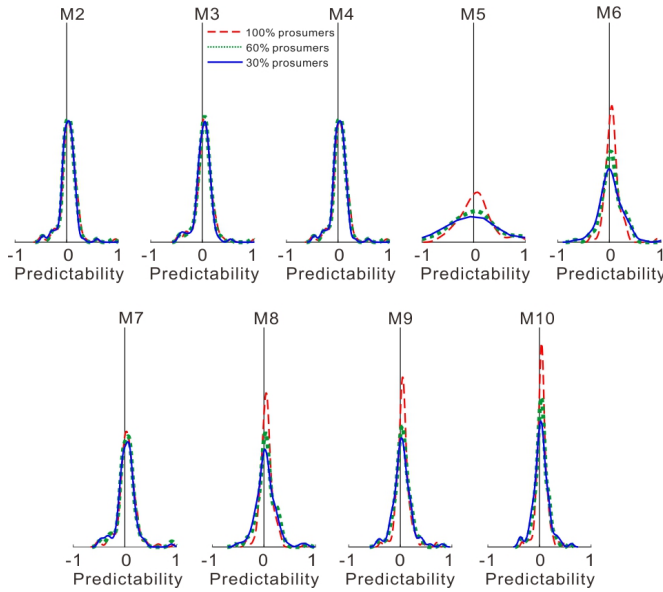 M2 M3 M4 M5 M6
100% prosumers
60% prosumers
30% prosumers
-1 0 1 -1 0 1 -1 0 1 -1 0 1 -1 0 1
Predictability Predictability Predictability Predictability Predictability
M7 M8 M9 M10
-1 0 1 -1 0 1 -1 0 1 -1 0 1
Predictability Predictability Predictability Predictability